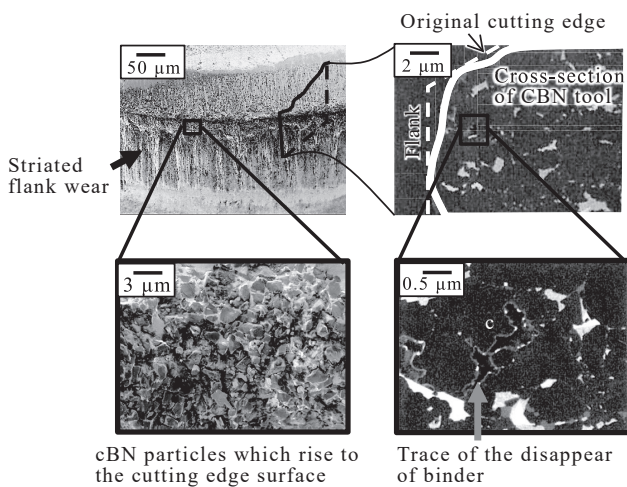 Original cutting edge
50 µm
2 µm
Cross-section
of CBN tool
Flank
Striated
flank wear
3 µm
0.5 µm
c
cBN particles which rise to
the cutting edge surface
Trace of the disappear
of binder